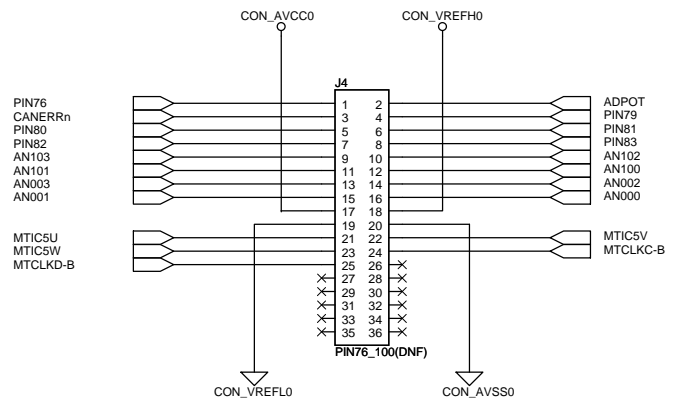 CON_AVCC0 CON_VREFH0
J4
PIN76 1 2 ADPOT
CANERRn 3 4 PIN79
PIN80 5 6 PIN81
PIN82 7 8 PIN83
AN103 9 10 AN102
AN101 11 12 AN100
AN003 13 14 AN002
AN001 15 16 AN000
17 18
19 20
MTIC5U 21 22 MTIC5V
MTIC5W 23 24 MTCLKC-B
MTCLKD-B 25 26
27 28
29 30
31 32
33 34
35 36
PIN76_100(DNF)
CON_VREFL0 CON_AVSS0